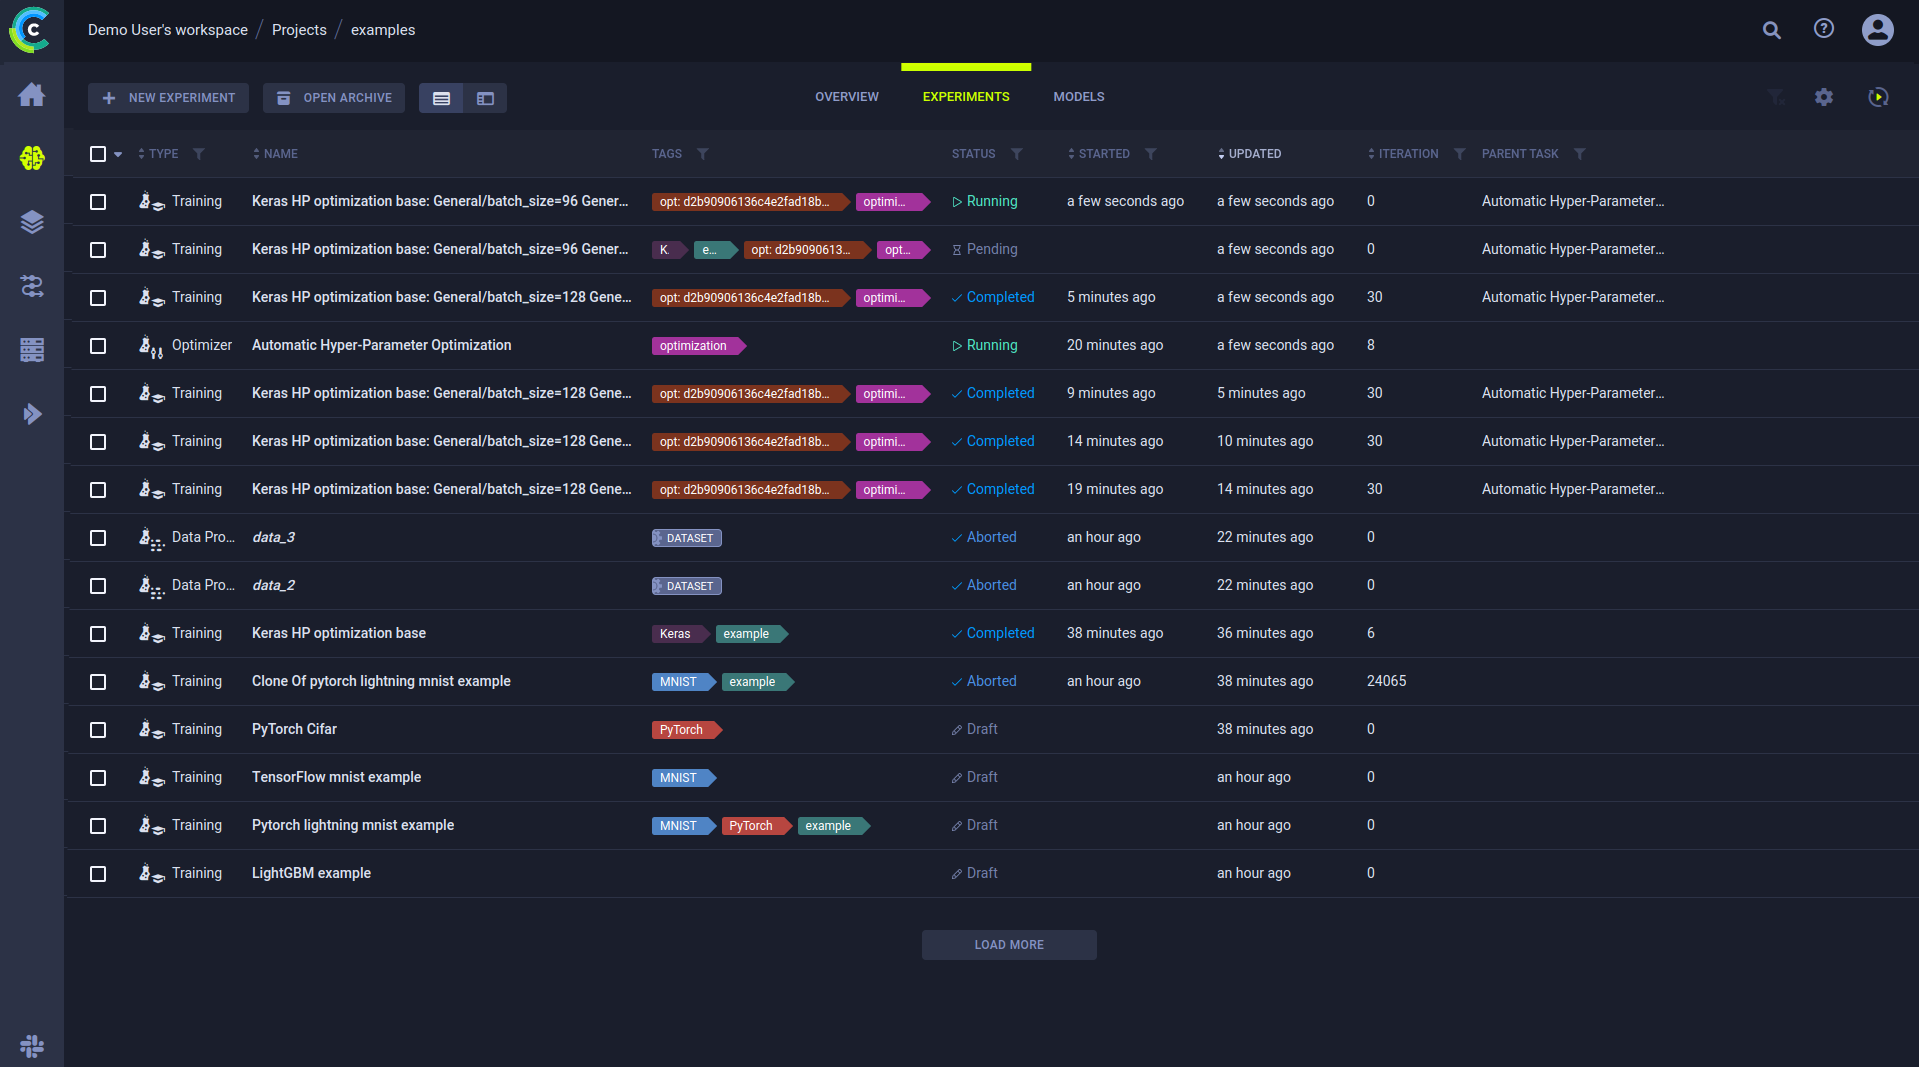 Demo User's workspace / Projects / examples
NEW EXPERIMENT OPEN ARCHIVE OVERVIEW EXPERIMENTS MODELS
TYPE NAME TAGS STATUS STARTED UPDATED ITERATION PARENT TASK
Training Keras HP optimization base: General/batch_size=96 Gener... opt: d2b90906136c4e2fad18b... optimi... Running a few seconds ago a few seconds ago 0 Automatic Hyper-Parameter...
Training Keras HP optimization base: General/batch_size=96 Gener... K. e... opt: d2b9090613... opt... Pending a few seconds ago 0 Automatic Hyper-Parameter...
Training Keras HP optimization base: General/batch_size=128 Gene... opt: d2b90906136c4e2fad18b... optimi... Completed 5 minutes ago a few seconds ago 30 Automatic Hyper-Parameter...
Optimizer Automatic Hyper-Parameter Optimization optimization Running 20 minutes ago a few seconds ago 8
Training Keras HP optimization base: General/batch_size=128 Gene... opt: d2b90906136c4e2fad18b... optimi... Completed 9 minutes ago 5 minutes ago 30 Automatic Hyper-Parameter...
Training Keras HP optimization base: General/batch_size=128 Gene... opt: d2b90906136c4e2fad18b... optimi... Completed 14 minutes ago 10 minutes ago 30 Automatic Hyper-Parameter...
Training Keras HP optimization base: General/batch_size=128 Gene... opt: d2b90906136c4e2fad18b... optimi... Completed 19 minutes ago 14 minutes ago 30 Automatic Hyper-Parameter...
Data Pro... data_3 DATASET Aborted an hour ago 22 minutes ago 0
Data Pro... data_2 DATASET Aborted an hour ago 22 minutes ago 0
Training Keras HP optimization base Keras example Completed 38 minutes ago 36 minutes ago 6
Training Clone Of pytorch lightning mnist example MNIST example Aborted an hour ago 38 minutes ago 24065
Training PyTorch Cifar PyTorch Draft 38 minutes ago 0
Training TensorFlow mnist example MNIST Draft an hour ago 0
Training Pytorch lightning mnist example MNIST PyTorch example Draft an hour ago 0
Training LightGBM example Draft an hour ago 0
LOAD MORE